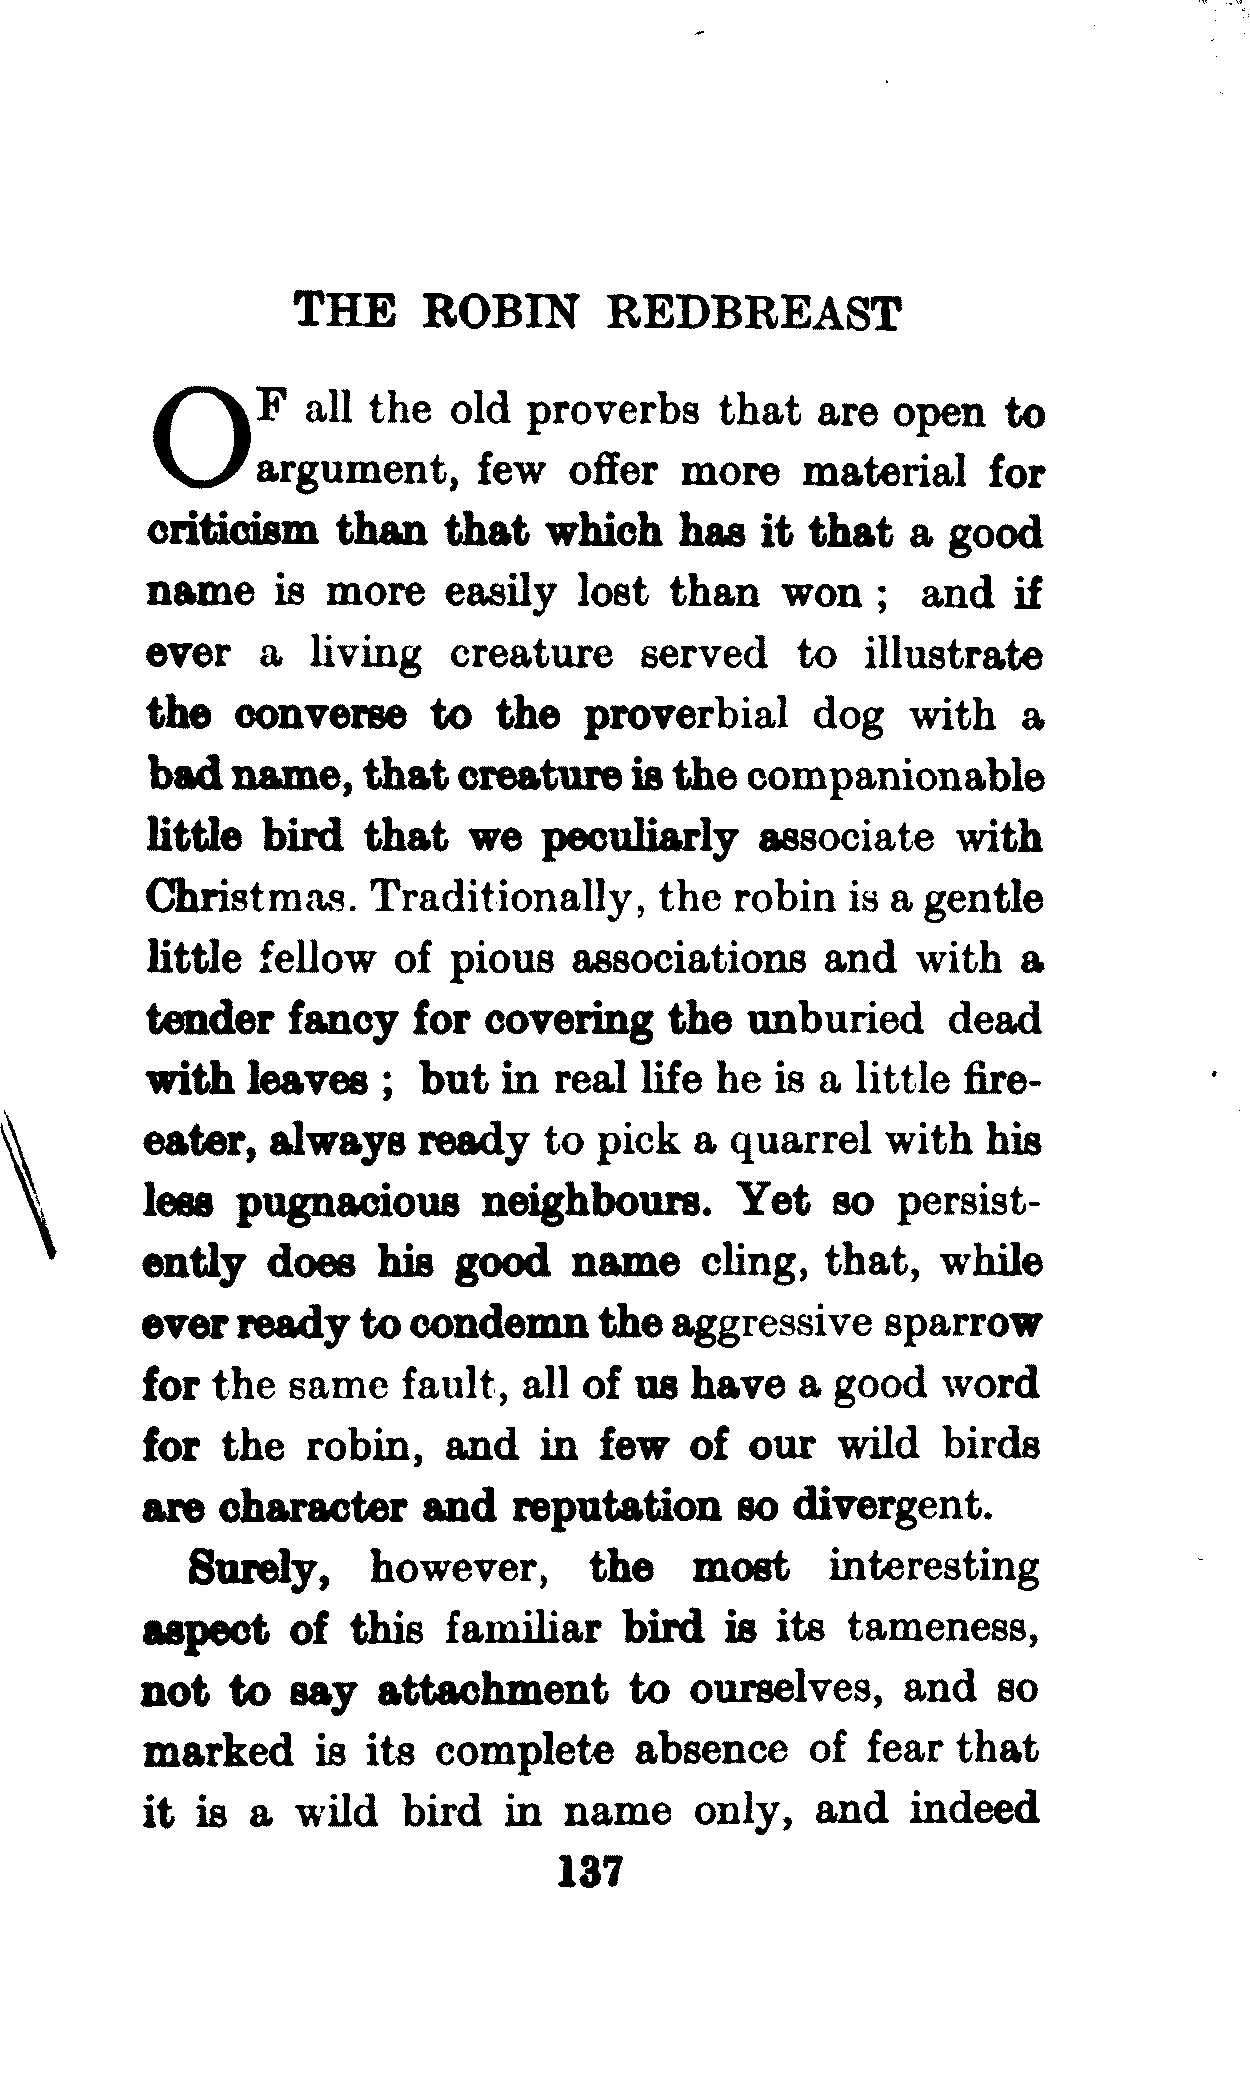 THE ROBIN REDBREAST
OF all the old proverbs that are open to
argument, few offer more material for
criticism than that which has it that a good
name is more easily lost than won ; and if
ever a living creature served to illustrate
the converse to the proverbial dog with a
bad name, that creature is the companionable
little bird that we peculiarly associate with
Christmas. Traditionally, the robin is a gentle
little fellow of pious associations and with a
tender fancy for covering the unburied dead
with leaves ; but in real life he is a little fire-
eater, always ready to pick a quarrel with his
less pugnacious neighbours. Yet so persist-
ently does his good name cling, that, while
ever ready to condemn the aggressive sparrow
for the same fault, all of us have a good word
for the robin, and in few of our wild birds
are character and reputation so divergent.
Surely, however, the most interesting
aspect of this familiar bird is its tameness,
not to say attachment to ourselves, and so
marked is its complete absence of fear that
it is a wild bird in name only, and indeed
137